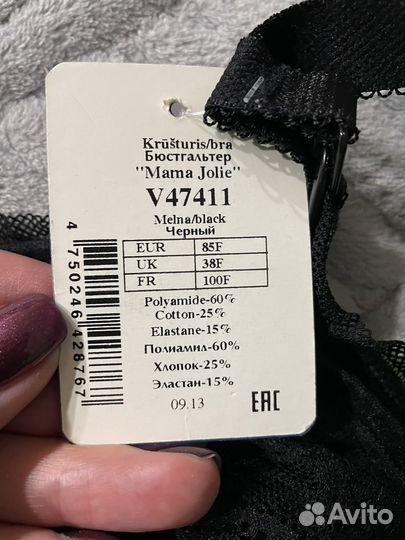 Krūšturis/bra
Бюстгальтер
"Mama Jolie"
V47411
Melna/black
Черный
EUR 85F
UK 38F
FR 100F
Polyamide-60%
Cotton-25%
Elastane-15%
Полиамил-60%
Хлопок-25%
Эластан-15%
09.13 EAC
4 750246 428767
Avito